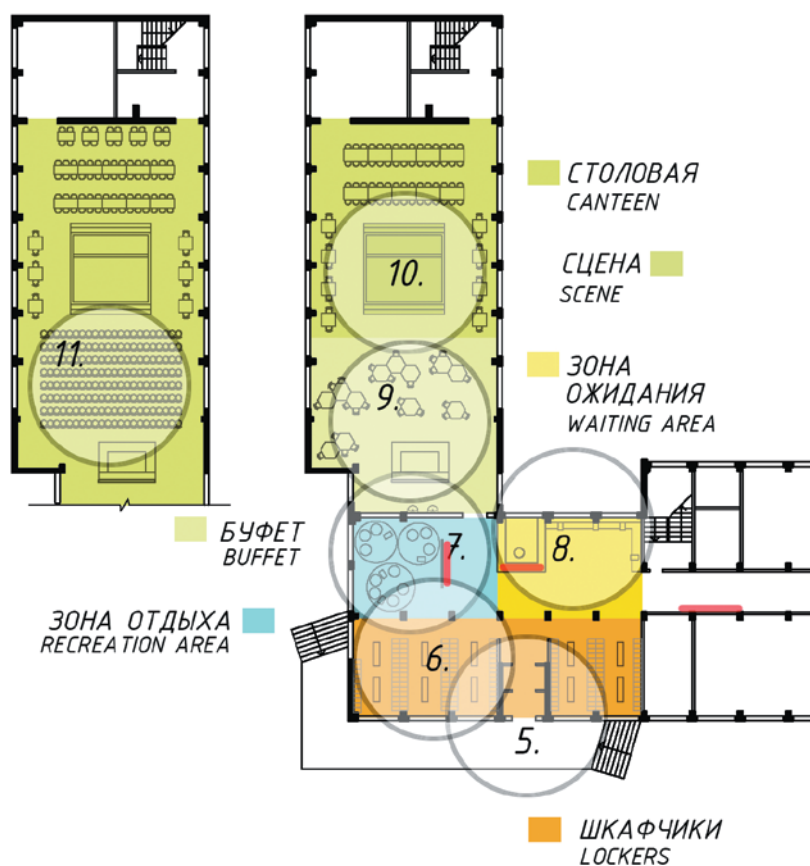 СТОЛОВАЯ
CANTEEN
10.
СЦЕНА
SCENE
11.
9.
ЗОНА
ОЖИДАНИЯ
WAITING AREA
БУФЕТ
BUFFET
7.
8.
ЗОНА ОТДЫХА
RECREATION AREA
6.
5.
ШКАФЧИКИ
LOCKERS